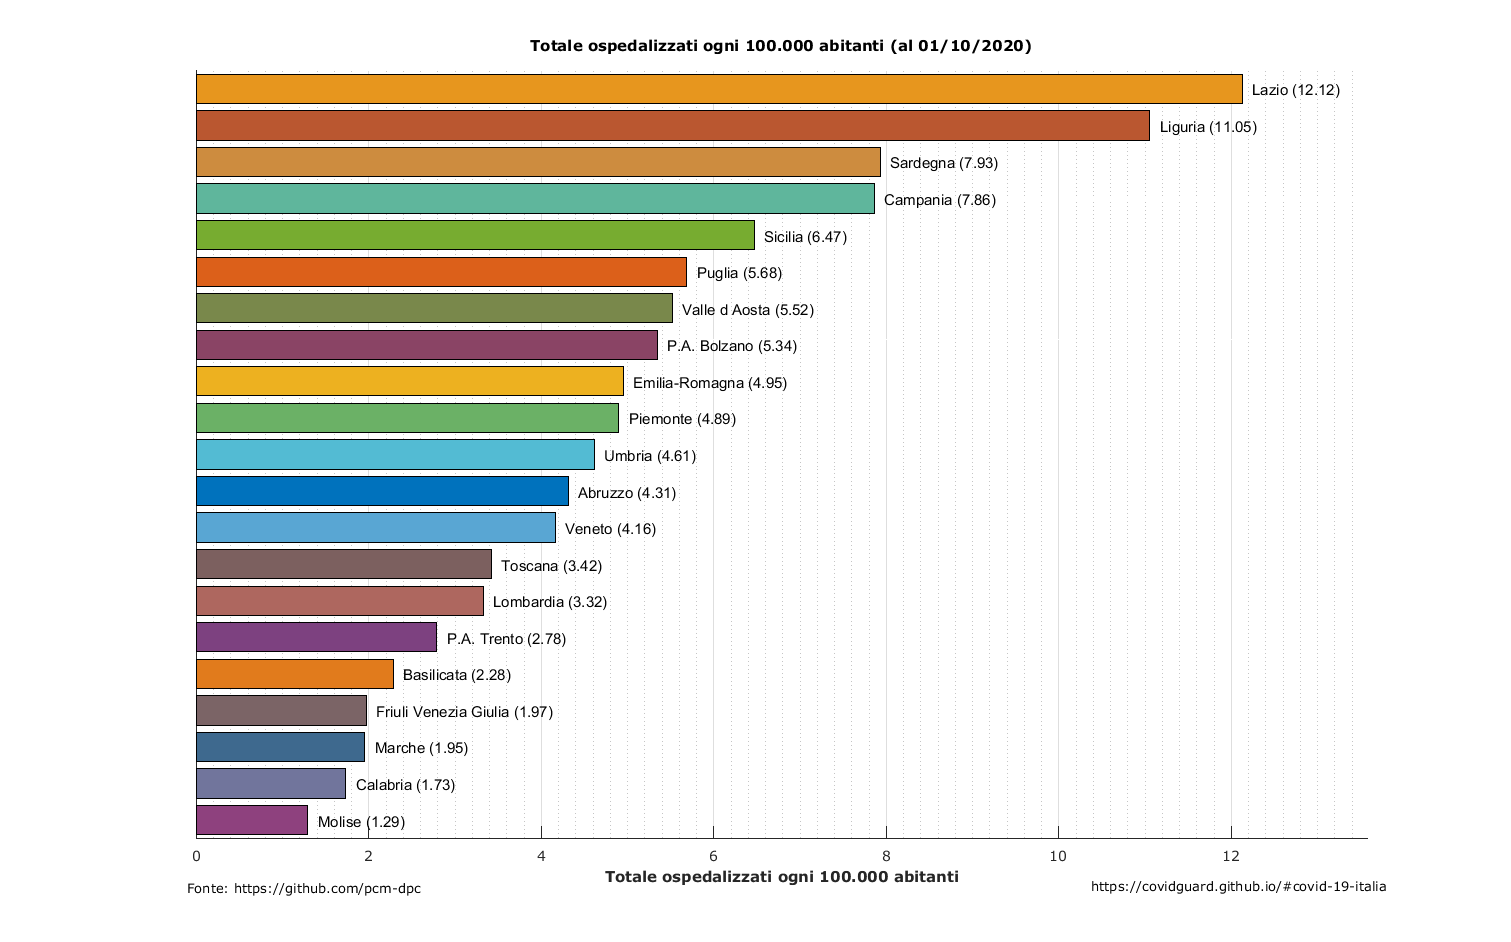 Totale ospedalizzati ogni 100.000 abitanti (al 01/10/2020)
Lazio (12.12)
Liguria (11.05)
Sardegna (7.93)
Campania (7.86)
Sicilia (6.47)
Puglia (5.68)
Valle d Aosta (5.52)
P.A. Bolzano (5.34)
Emilia-Romagna (4.95)
Piemonte (4.89)
Umbria (4.61)
Abruzzo (4.31)
Veneto (4.16)
Toscana (3.42)
Lombardia (3.32)
P.A. Trento (2.78)
Basilicata (2.28)
Friuli Venezia Giulia (1.97)
Marche (1.95)
Calabria (1.73)
Molise (1.29)
0 2 4 6 8 10 12
Totale ospedalizzati ogni 100.000 abitanti
Fonte: https://github.com/pcm-dpc
https://covidguard.github.io/#covid-19-italia